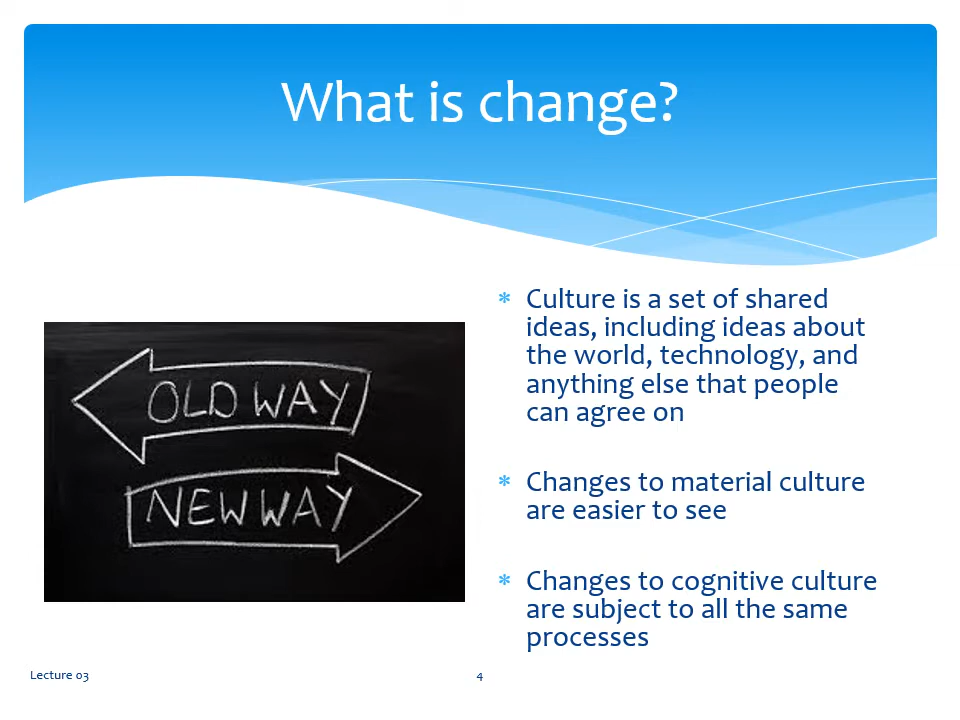 What is change?
OLD WAY
NEW WAY
* Culture is a set of shared
ideas, including ideas about
the world, technology, and
anything else that people
can agree on
* Changes to material culture
are easier to see
* Changes to cognitive culture
are subject to all the same
processes
Lecture 03
4